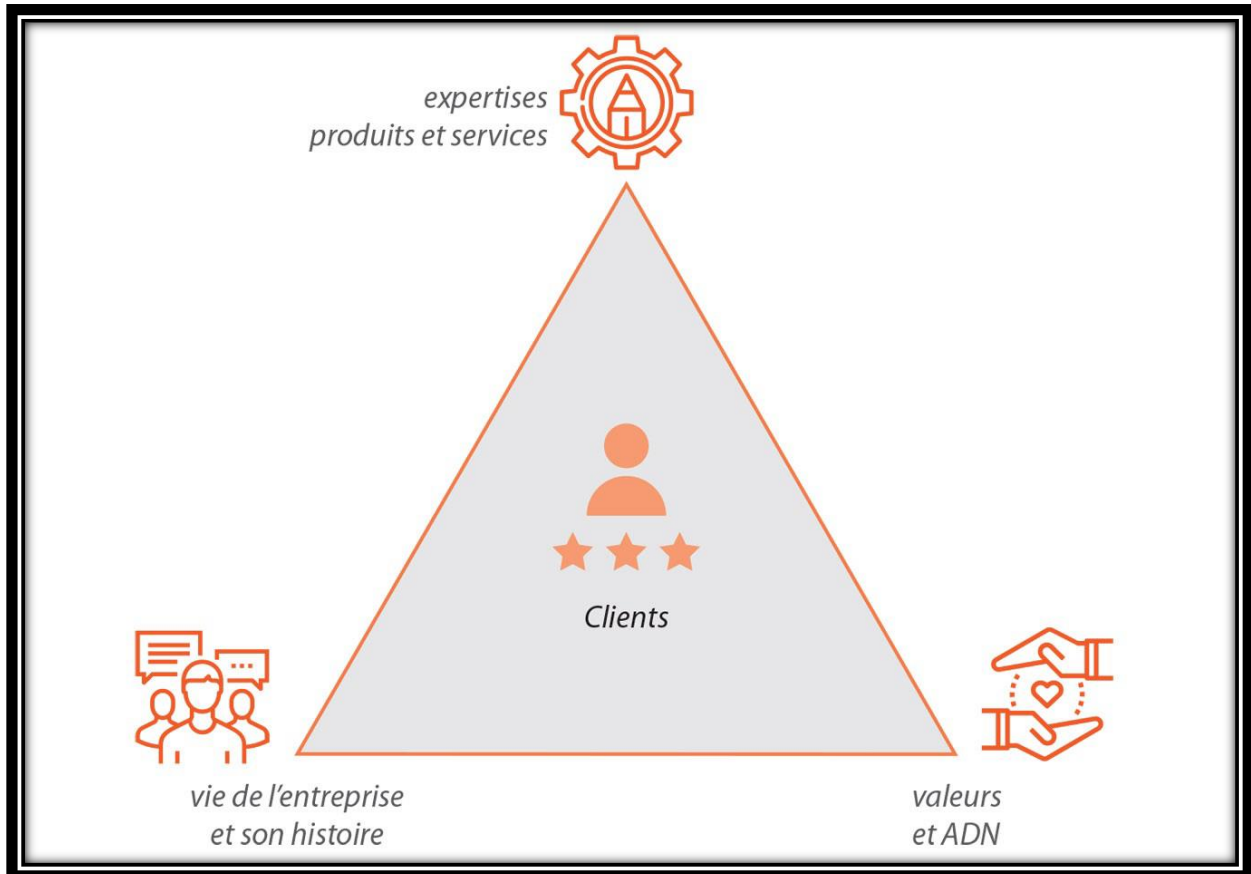 expertises
produits et services
Clients
vie de l'entreprise
et son histoire
valeurs
et ADN